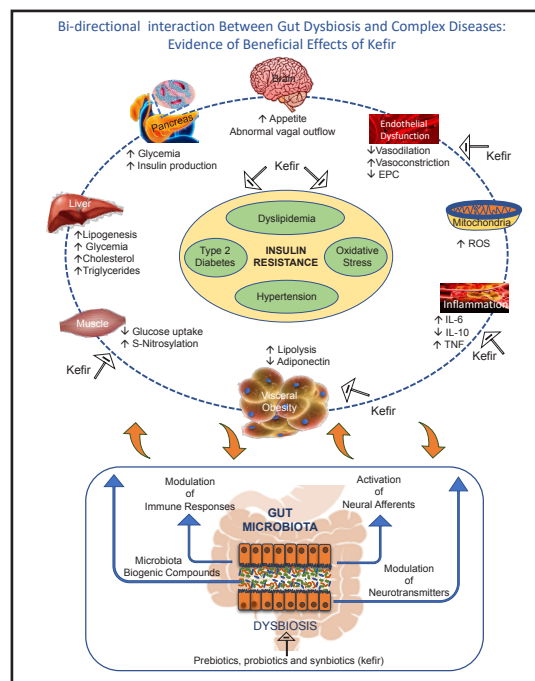 Bi-directional interaction Between Gut Dysbiosis and Complex Diseases:
Evidence of Beneficial Effects of Kefir
Brain
↑ Appetite
Abnormal vagal outflow
Pancreas
↑ Glycemia
↑ Insulin production
Endothelial
Dysfunction
↓Vasodilation
↑Vasoconstriction
↓ EPC
Kefir
Kefir
Liver
↑Lipogenesis
↑ Glycemia
↑Cholesterol
↑Triglycerides
Dyslipidemia
Type 2
Diabetes
INSULIN
RESISTANCE
Oxidative
Stress
Hypertension
Mitochondria
↑ ROS
Muscle
↓ Glucose uptake
↑ S-Nitrosylation
Kefir
Inflammation
↑ IL-6
↓ IL-10
↑ TNF
Kefir
↑ Lipolysis
↓ Adiponectin
Visceral
Obesity
Kefir
Modulation
of
Immune Responses
Activation
of
Neural Afferents
GUT
MICROBIOTA
Microbiota
Biogenic Compounds
Modulation
of
Neurotransmitters
DYSBIOSIS
Prebiotics, probiotics and synbiotics (kefir)